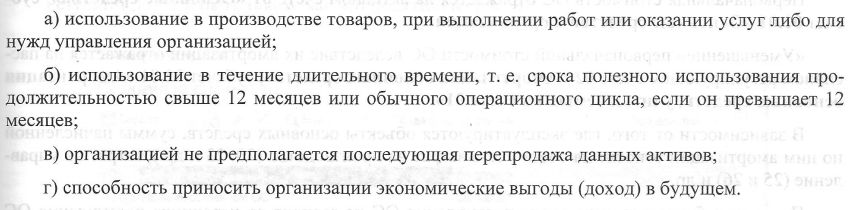 а) использование в производстве товаров, при выполнении работ или оказании услуг либо для
нужд управления организацией;
б) использование в течение длительного времени, т. е. срока полезного использования про-
должительностью свыше 12 месяцев или обычного операционного цикла, если он превышает 12
месяцев;
в) организацией не предполагается последующая перепродажа данных активов;
г) способность приносить организации экономические выгоды (доход) в будущем.